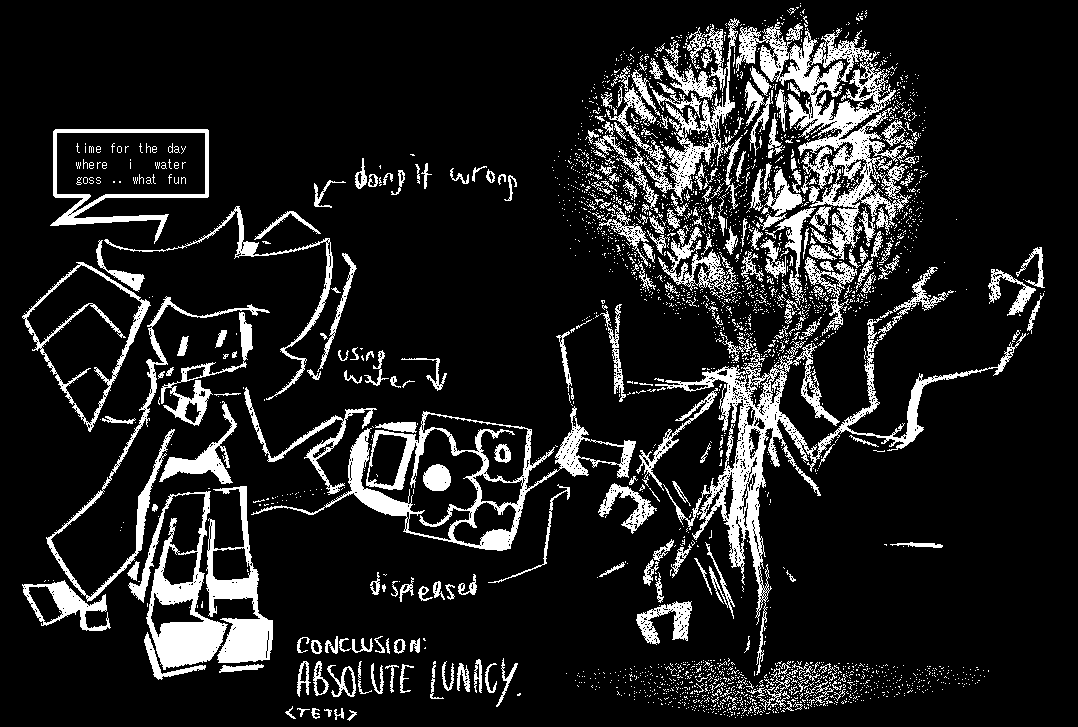 time for the day
where i water
goss .. what fun
doing it wrong
using
water
displeased
CONCLUSION:
ABSOLUTE LUNACY.
<TETH>